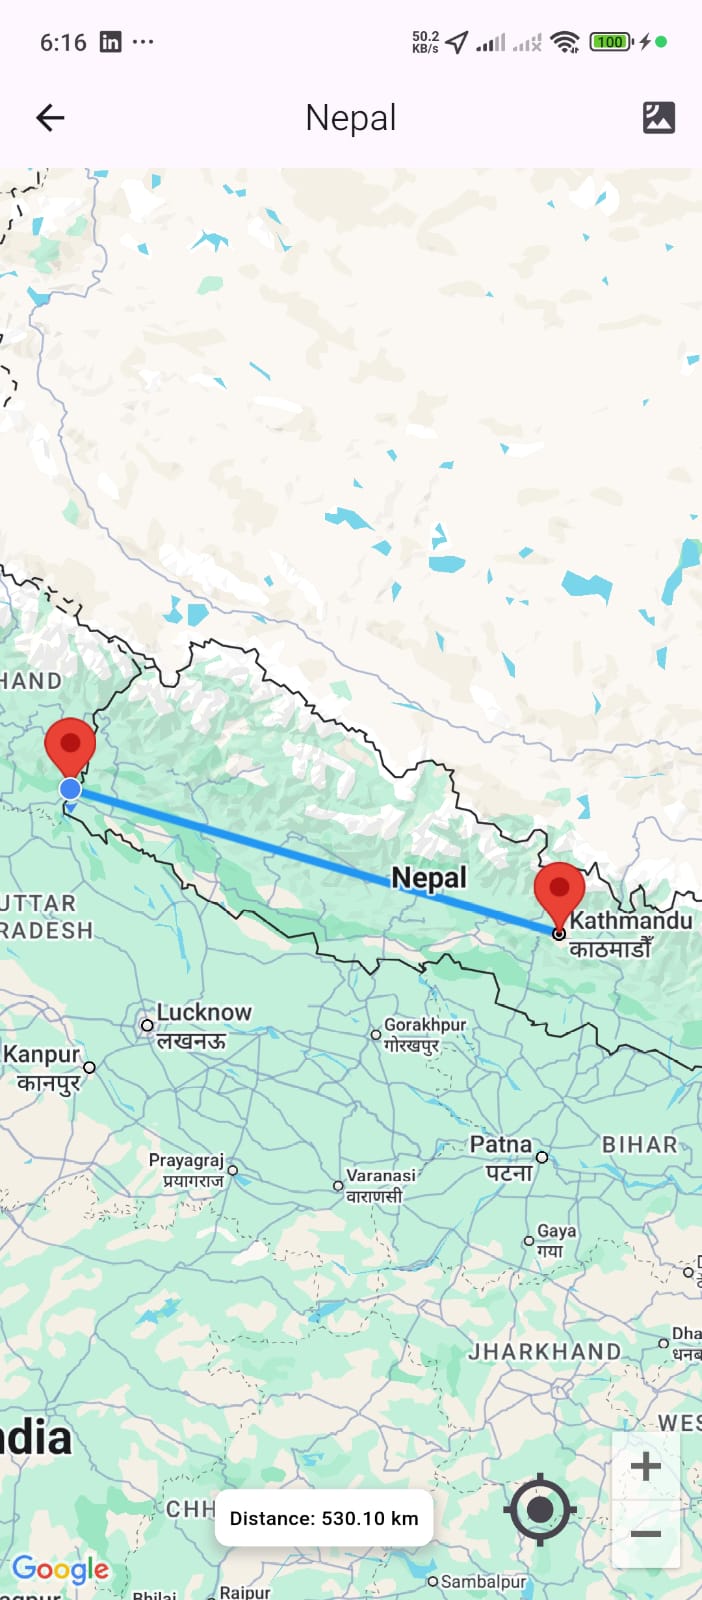 6:16
50.2
KB/s
100
Nepal
HAND
Nepal
Kathmandu
काठमाडौँ
UTTAR
RADESH
Lucknow
लखनऊ
Gorakhpur
गोरखपुर
Kanpur
कानपुर
Patna
पटना
BIHAR
Prayagraj
प्रयागराज
Varanasi
वाराणसी
Gaya
गया
Dha
धनब
JHARKHAND
WES
ndia
CHH
Distance: 530.10 km
Google
Sambalpur
Bhilai
Raipur